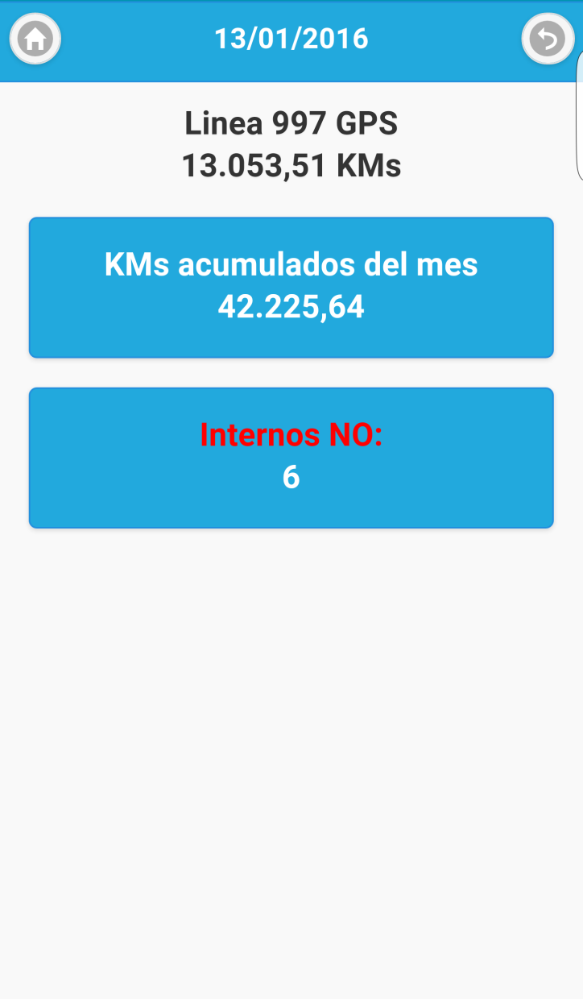 13/01/2016
Linea 997 GPS
13.053,51 KMs
KMs acumulados del mes
42.225,64
Internos NO:
6